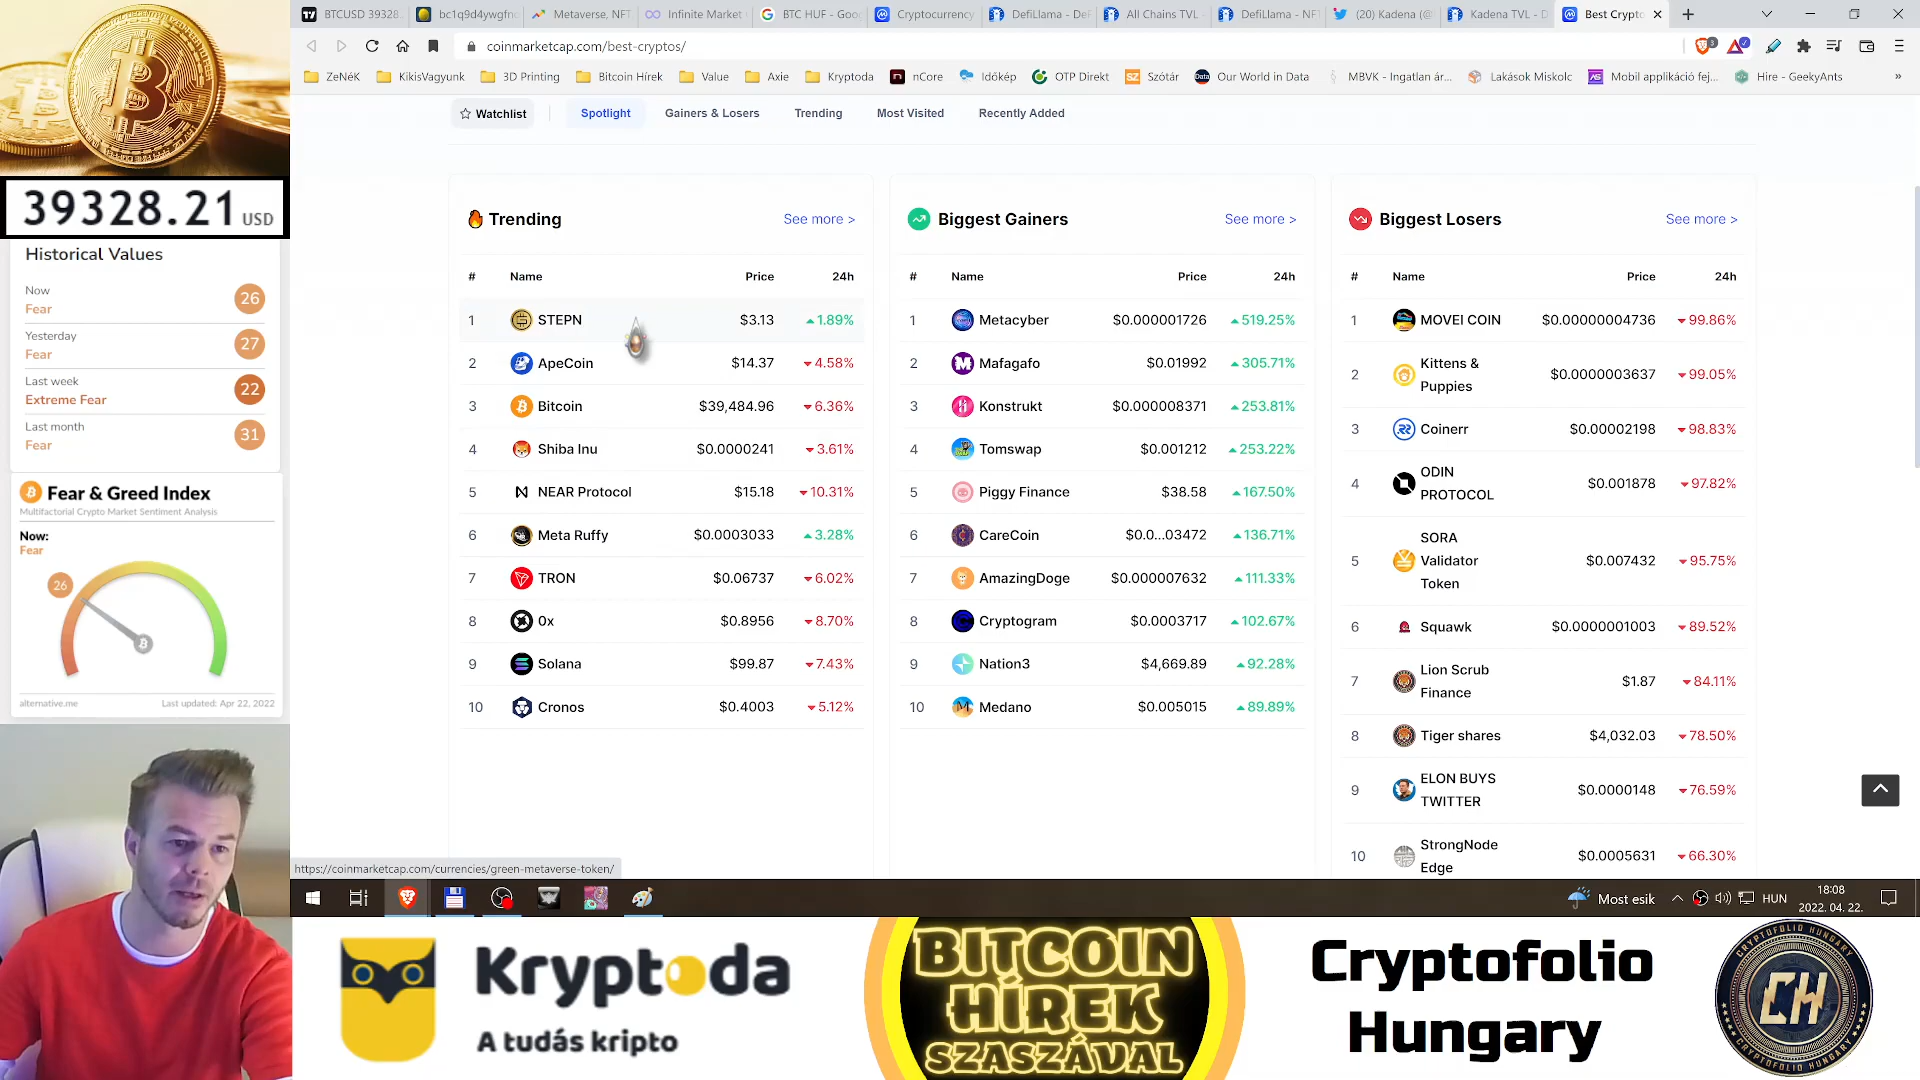 BTCUSD 39328.
bc1q9d4ywgfn
Metaverse, NFT
Infinite Market
BTC HUF - Goo
Cryptocurrency
DefiLlama - DeF
All Chains TVL
DefiLlama - NF
(20) Kadena (@
Kadena TVL - D
Best Crypto
coinmarketcap.com/best-cryptos/
ZeNéK
KikisVagyunk
3D Printing
Bitcoin Hírek
Value
Axie
Kryptoda
nCore
Időkép
OTP Direkt
Szótár
Our World in Data
MBVK - Ingatlan ár...
Lakások Miskolc
Mobil applikáció fej...
Hire - GeekyAnts
Watchlist
Spotlight
Gainers & Losers
Trending
Most Visited
Recently Added
39328.21 USD
Historical Values
Now
Fear
26
Yesterday
Fear
27
Last week
Extreme Fear
22
Last month
Fear
31
Fear & Greed Index
Multifactorial Crypto Market Sentiment Analysis
Now:
Fear
26
alternative.me
Last updated: Apr 22, 2022
Trending
See more >
# Name Price 24h
1 STEPN $3.13 1.89%
2 ApeCoin $14.37 4.58%
3 Bitcoin $39,484.96 6.36%
4 Shiba Inu $0.0000241 3.61%
5 NEAR Protocol $15.18 10.31%
6 Meta Ruffy $0.0003033 3.28%
7 TRON $0.06737 6.02%
8 0x $0.8956 8.70%
9 Solana $99.87 7.43%
10 Cronos $0.4003 5.12%
Biggest Gainers
See more >
# Name Price 24h
1 Metacyber $0.000001726 519.25%
2 Mafagafo $0.01992 305.71%
3 Konstrukt $0.000008371 253.81%
4 Tomswap $0.001212 253.22%
5 Piggy Finance $38.58 167.50%
6 CareCoin $0.0...03472 136.71%
7 AmazingDoge $0.000007632 111.33%
8 Cryptogram $0.0003717 102.67%
9 Nation3 $4,669.89 92.28%
10 Medano $0.005015 89.89%
Biggest Losers
See more >
# Name Price 24h
1 MOVEI COIN $0.00000004736 99.86%
2 Kittens & Puppies $0.0000003637 99.05%
3 Coinerr $0.00002198 98.83%
4 ODIN PROTOCOL $0.001878 97.82%
5 SORA Validator Token $0.007432 95.75%
6 Squawk $0.0000001003 89.52%
7 Lion Scrub Finance $1.87 84.11%
8 Tiger shares $4,032.03 78.50%
9 ELON BUYS TWITTER $0.0000148 76.59%
10 StrongNode Edge $0.0005631 66.30%
https://coinmarketcap.com/currencies/green-metaverse-token/
Most esik
HUN
18:08
2022. 04. 22.
Kryptoda
A tudás kripto
BITCOIN
HÍREK
SZASZÁVAL
Cryptofolio
Hungary
CRYPTOFOLIO HUNGARY
CH
CRYPTOFOLIO HUNGARY